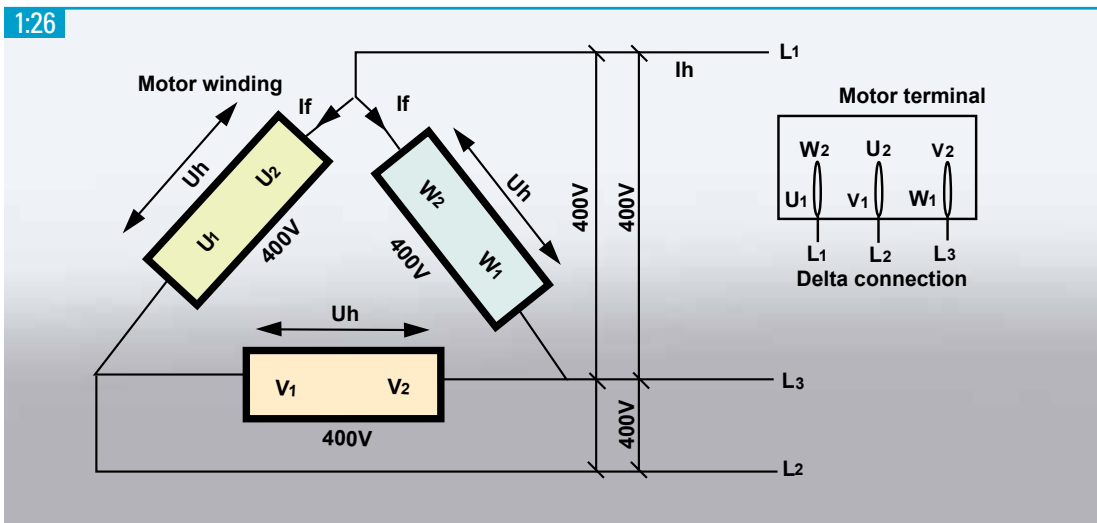 1:26
L1
Ih
Motor winding
If
If
Uh
U2
U1
400V
Uh
W2
W1
400V
Uh
V1 V2
400V
400V
400V
400V
L3
L2
Motor terminal
W2 U2 V2
U1 V1 W1
L1 L2 L3
Delta connection